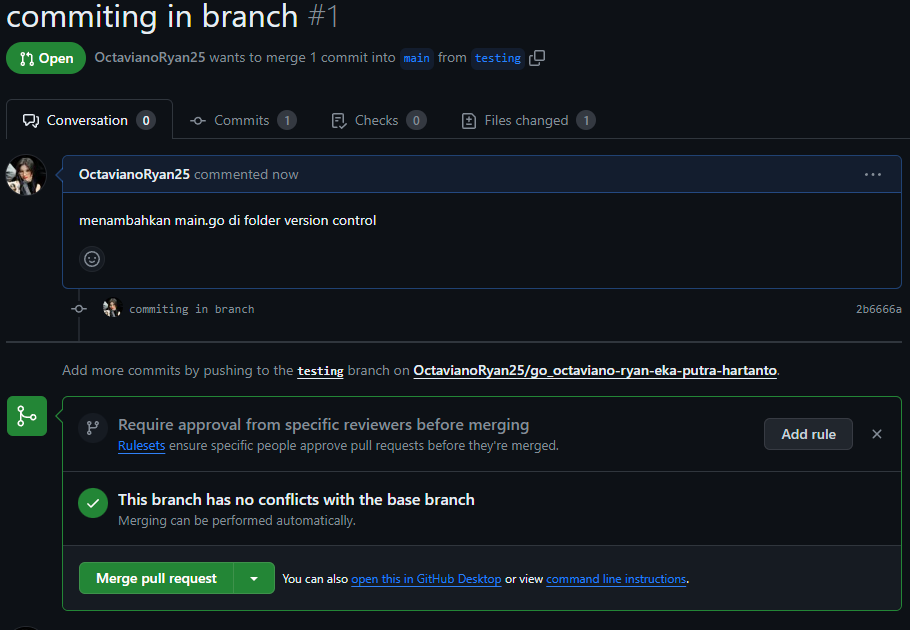 commiting in branch #1
Open OctavianoRyan25 wants to merge 1 commit into main from testing
Conversation 0 Commits 1 Checks 0 Files changed 1
OctavianoRyan25 commented now
menambahkan main.go di folder version control
commiting in branch 2b6666a
Add more commits by pushing to the testing branch on OctavianoRyan25/go_octaviano-ryan-eka-putra-hartanto.
Require approval from specific reviewers before merging
Rulesets ensure specific people approve pull requests before they're merged.
Add rule
This branch has no conflicts with the base branch
Merging can be performed automatically.
Merge pull request You can also open this in GitHub Desktop or view command line instructions.